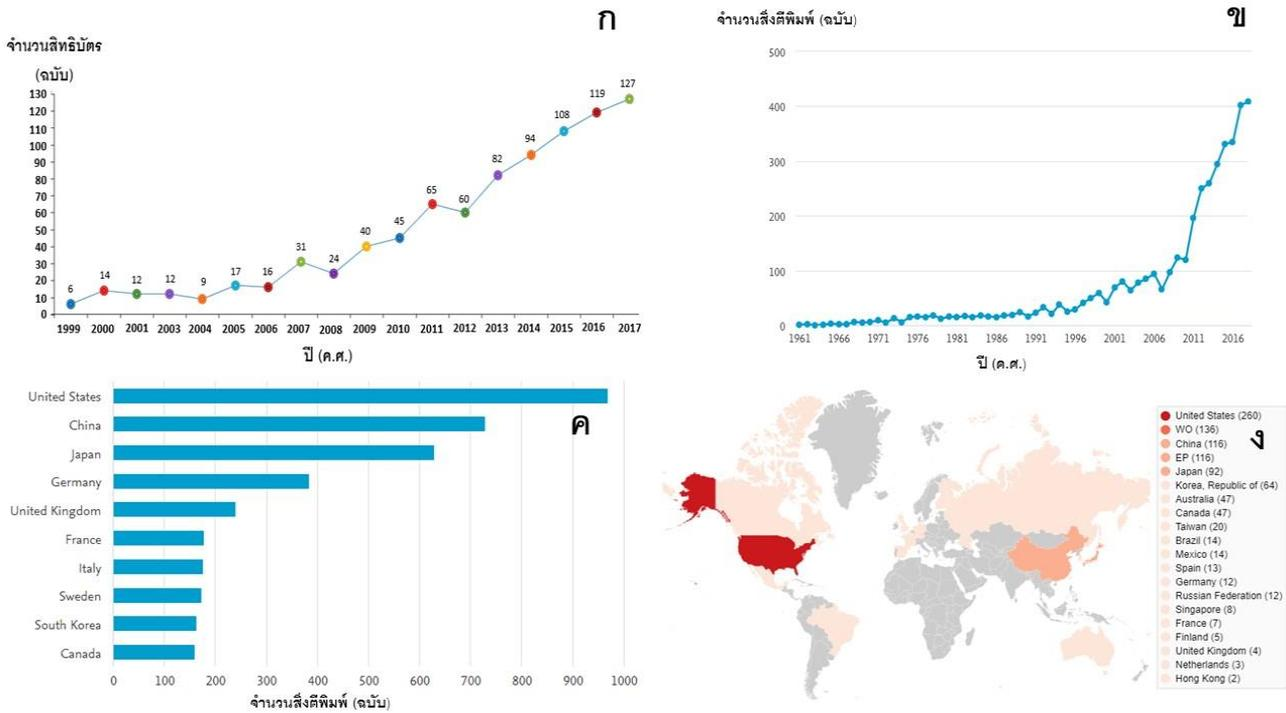 ก
จำนวนสิทธิบัตร
(ฉบับ)
130
120
110
100
90
80
70
60
50
40
30
20
10
0
6
14
12
12
9
17
16
31
24
40
45
65
60
82
94
108
119
127
1999 2000 2001 2003 2004 2005 2006 2007 2008 2009 2010 2011 2012 2013 2014 2015 2016 2017
ปี (ค.ศ.)
ข
จำนวนสิ่งตีพิมพ์ (ฉบับ)
500
400
300
200
100
0
1961 1966 1971 1976 1981 1986 1991 1996 2001 2006 2011 2016
ปี (ค.ศ.)
ค
United States
China
Japan
Germany
United Kingdom
France
Italy
Sweden
South Korea
Canada
0 100 200 300 400 500 600 700 800 900 1000
จำนวนสิ่งตีพิมพ์ (ฉบับ)
ง
United States (260)
WO (136)
China (116)
EP (116)
Japan (92)
Korea, Republic of (64)
Australia (47)
Canada (47)
Taiwan (20)
Brazil (14)
Mexico (14)
Spain (13)
Germany (12)
Russian Federation (12)
Singapore (8)
France (7)
Finland (5)
United Kingdom (4)
Netherlands (3)
Hong Kong (2)